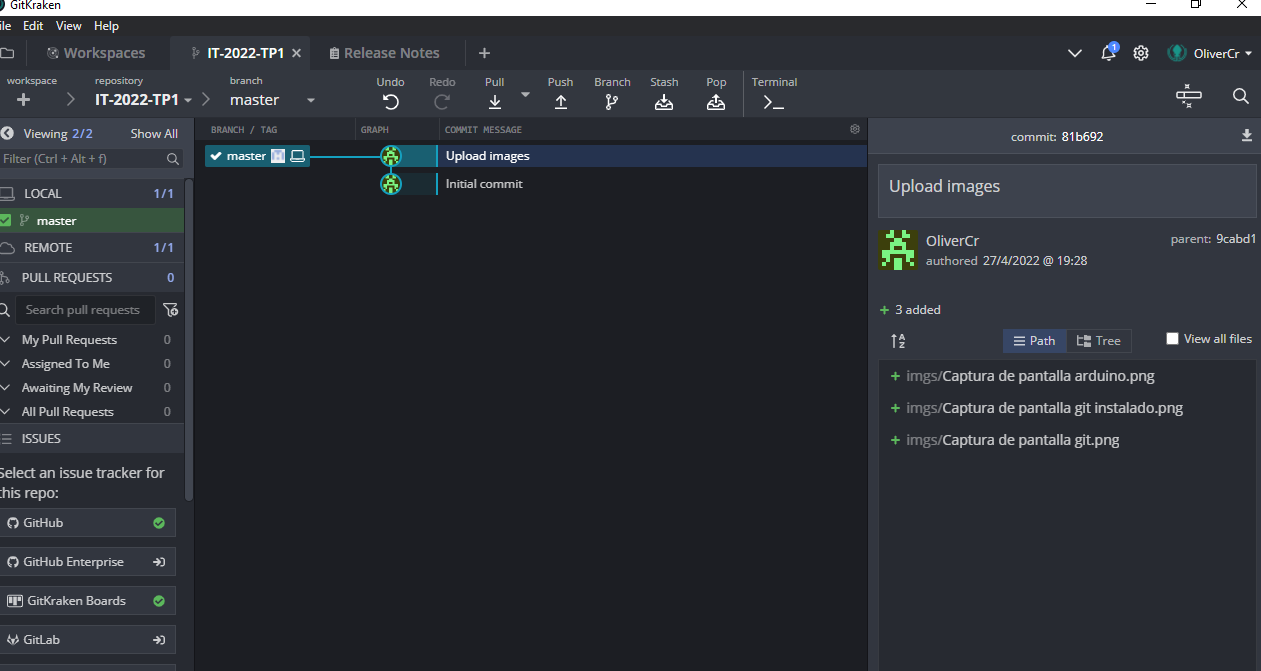 GitKraken
ile Edit View Help
Workspaces
IT-2022-TP1
Release Notes
1
OliverCr
workspace
repository
IT-2022-TP1
branch
master
Undo
Redo
Pull
Push
Branch
Stash
Pop
Terminal
Viewing 2/2 Show All
Filter (Ctrl + Alt + f)
LOCAL 1/1
master
REMOTE 1/1
PULL REQUESTS 0
Search pull requests
My Pull Requests 0
Assigned To Me 0
Awaiting My Review 0
All Pull Requests 0
ISSUES
Select an issue tracker for
this repo:
GitHub
GitHub Enterprise
GitKraken Boards
GitLab
BRANCH / TAG GRAPH COMMIT MESSAGE
master Upload images
Initial commit
commit: 81b692
Upload images
OliverCr
authored 27/4/2022 @ 19:28
parent: 9cabd1
+ 3 added
A
Z
Path
Tree
View all files
+ imgs/Captura de pantalla arduino.png
+ imgs/Captura de pantalla git instalado.png
+ imgs/Captura de pantalla git.png